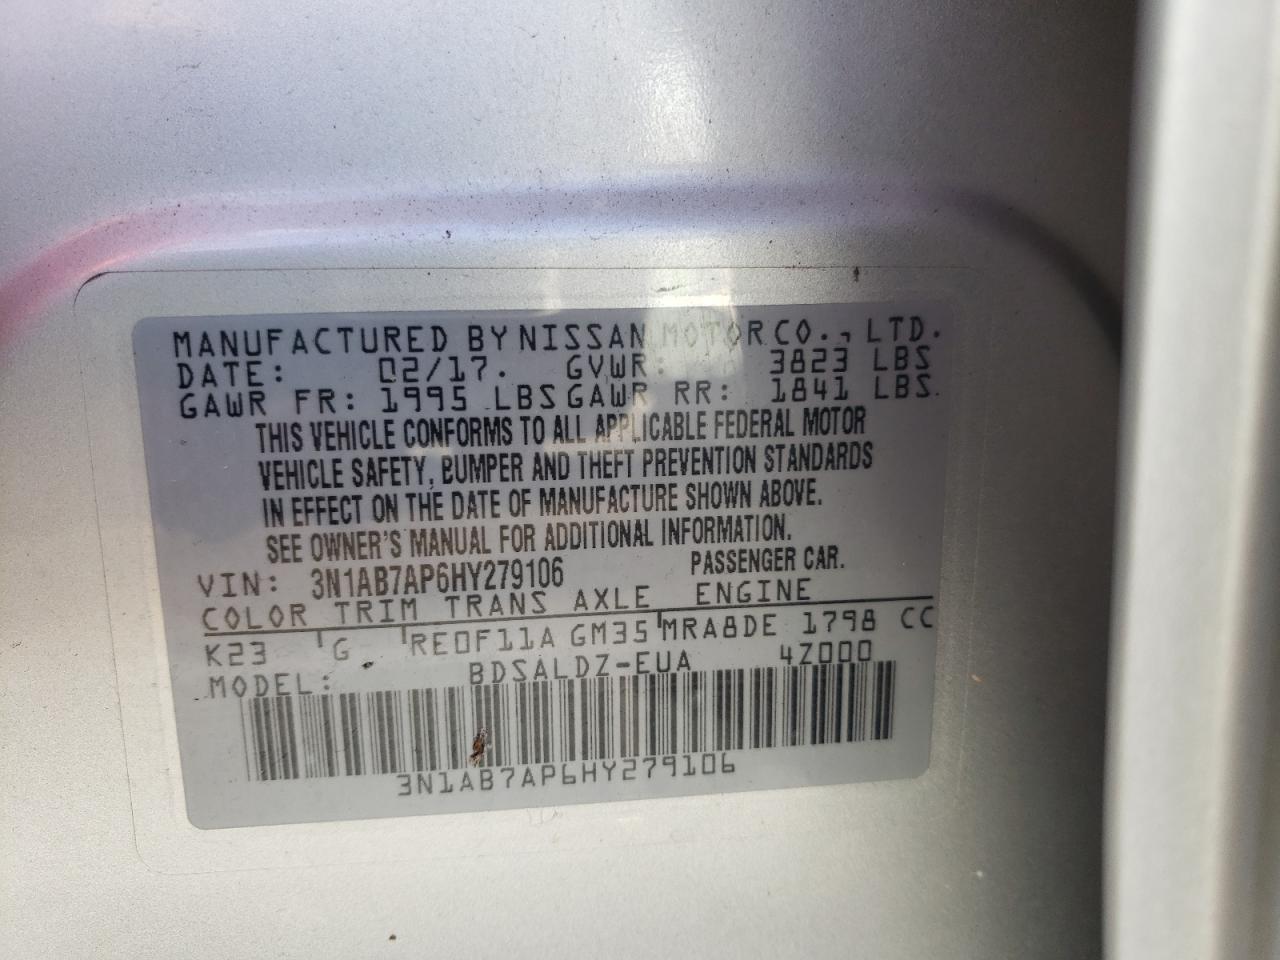 MANUFACTURED BY NISSAN MOTOR CO., LTD.
DATE: 02/17. GVWR: 3823 LBS
GAWR FR: 1995 LBS GAWR RR: 1841 LBS.
THIS VEHICLE CONFORMS TO ALL APPLICABLE FEDERAL MOTOR
VEHICLE SAFETY, BUMPER AND THEFT PREVENTION STANDARDS
IN EFFECT ON THE DATE OF MANUFACTURE SHOWN ABOVE.
SEE OWNER'S MANUAL FOR ADDITIONAL INFORMATION.
VIN: 3N1AB7AP6HY279106 PASSENGER CAR.
COLOR TRIM TRANS AXLE ENGINE
K23 G RE0F11A GM35 MRA8DE 1798 CC
MODEL: BDSALDZ-EUA 4Z000
3N1AB7AP6HY279106